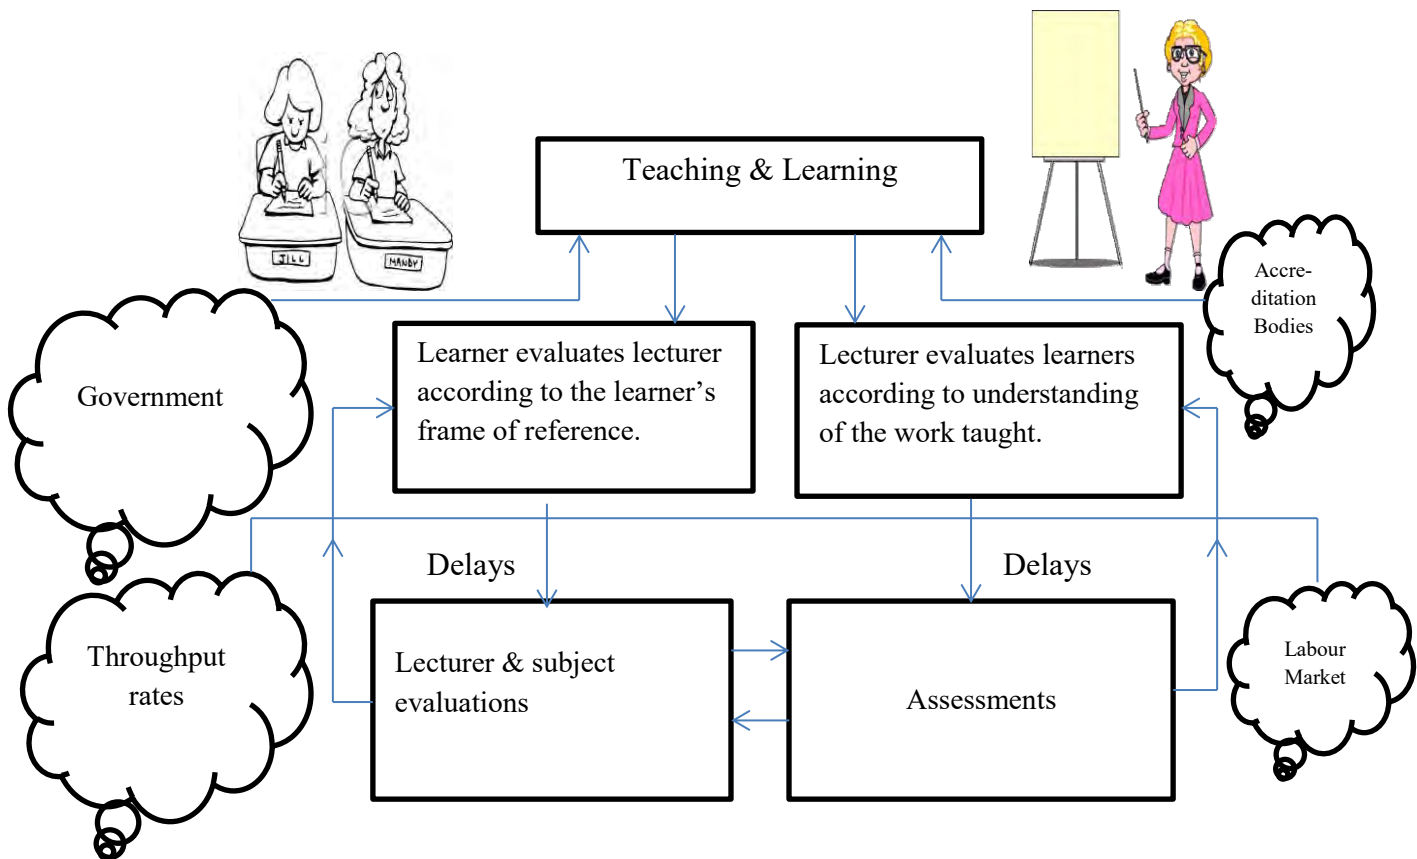 Teaching & Learning
JILL
MANDY
Accre-
ditation
Bodies
Government
Learner evaluates lecturer
according to the learner’s
frame of reference.
Lecturer evaluates learners
according to understanding
of the work taught.
Delays
Delays
Throughput
rates
Lecturer & subject
evaluations
Assessments
Labour
Market